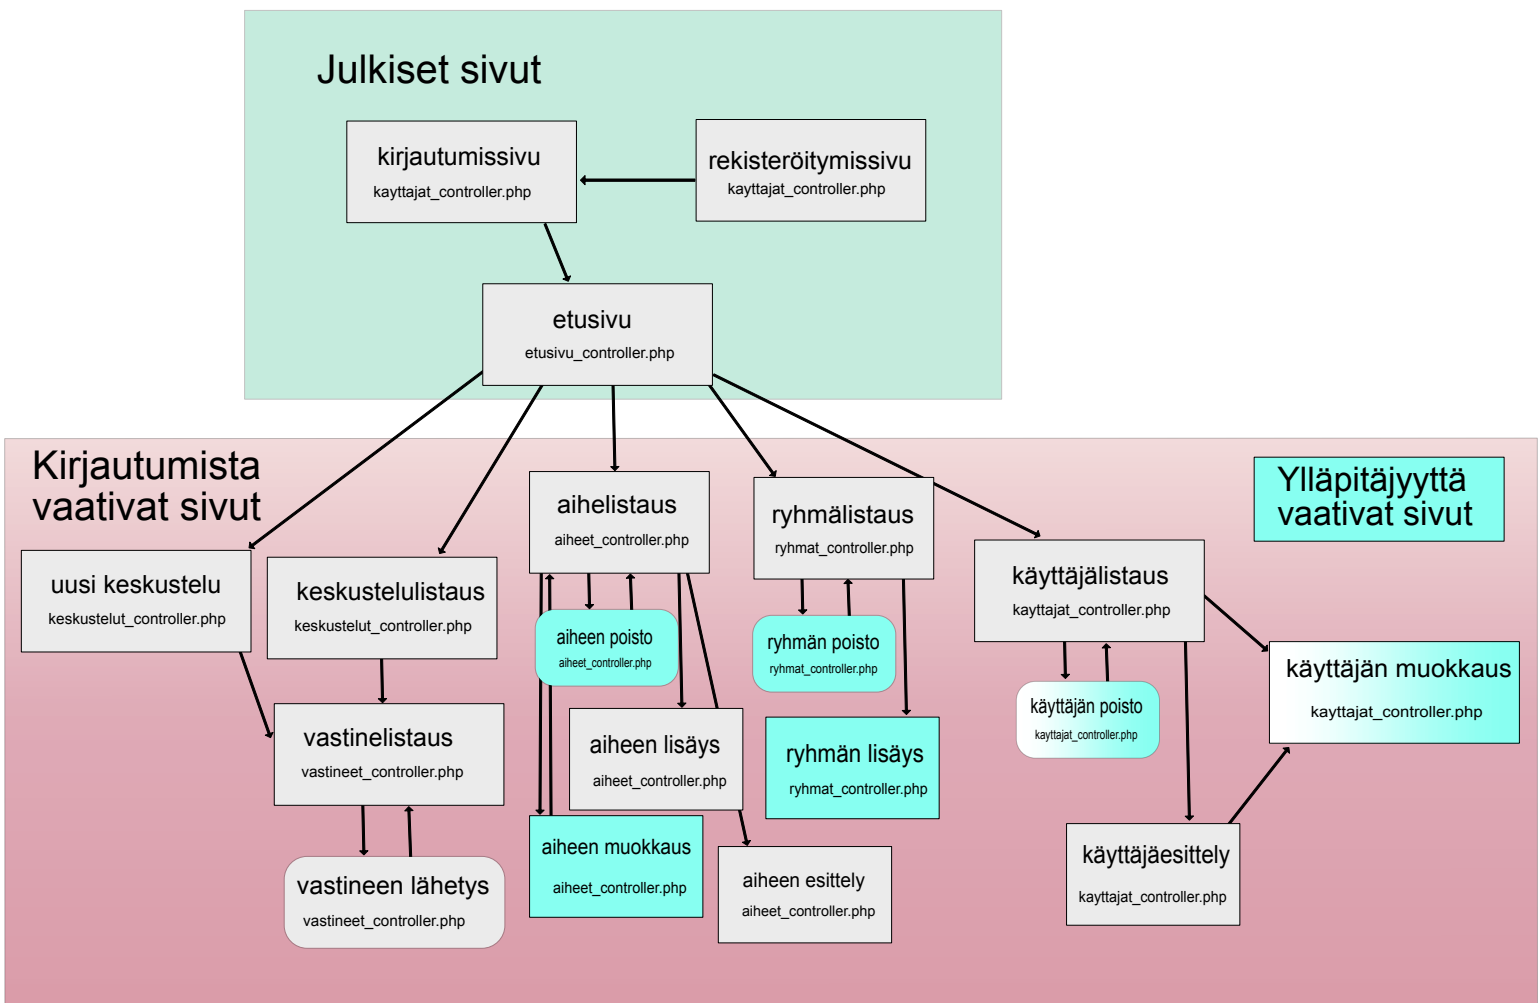 Julkiset sivut
kirjautumissivu
kayttajat_controller.php
rekisteröitymissivu
kayttajat_controller.php
etusivu
etusivu_controller.php
Kirjautumista
vaativat sivut
Ylläpitäjyyttä
vaativat sivut
uusi keskustelu
keskustelut_controller.php
keskustelulistaus
keskustelut_controller.php
aihelistaus
aiheet_controller.php
ryhmälistaus
ryhmat_controller.php
käyttäjälistaus
kayttajat_controller.php
aiheen poisto
aiheet_controller.php
ryhmän poisto
ryhmat_controller.php
käyttäjän poisto
kayttajat_controller.php
käyttäjän muokkaus
kayttajat_controller.php
vastinelistaus
vastineet_controller.php
aiheen lisäys
aiheet_controller.php
ryhmän lisäys
ryhmat_controller.php
vastineen lähetys
vastineet_controller.php
aiheen muokkaus
aiheet_controller.php
aiheen esittely
aiheet_controller.php
käyttäjäesittely
kayttajat_controller.php